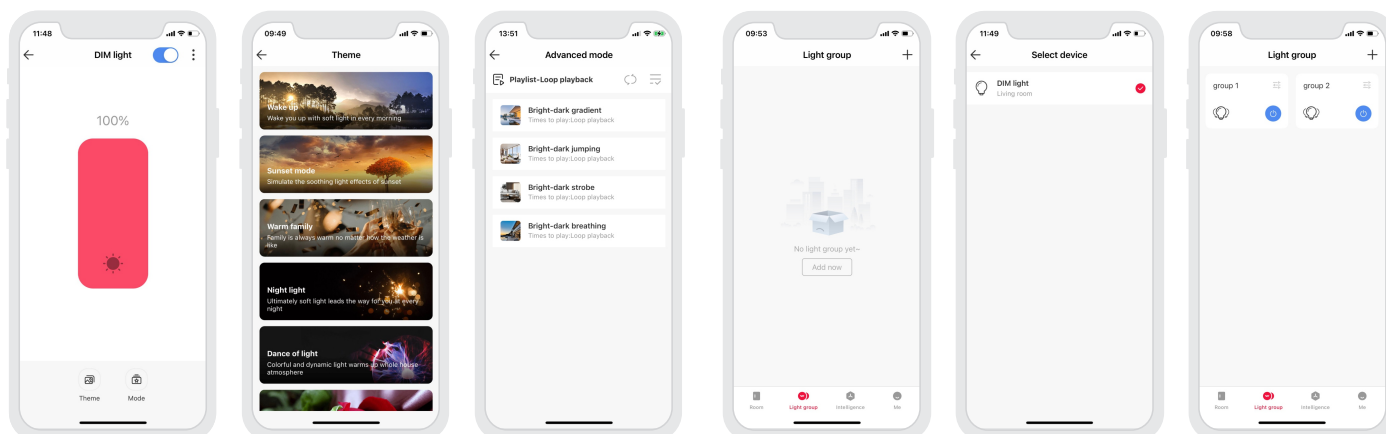 11:48
DIM light
100%
Theme
Mode
09:49
Theme
Wake up
Wake you up with soft light in every morning
Sunset mode
Simulate the soothing light effects of sunset
Warm family
Family is always warm no matter how the weather is
like
Night light
Ultimately soft light leads the way for you at every
night
Dance of light
Colorful and dynamic light warms up whole house
atmosphere
13:51
Advanced mode
Playlist-Loop playback
Bright-dark gradient
Times to play:Loop playback
Bright-dark jumping
Times to play:Loop playback
Bright-dark strobe
Times to play:Loop playback
Bright-dark breathing
Times to play:Loop playback
09:53
Light group
No light group yet~
Add now
Room
Light group
Intelligence
Me
11:49
Select device
DIM light
Living room
09:58
Light group
group 1
group 2
Room
Light group
Intelligence
Me